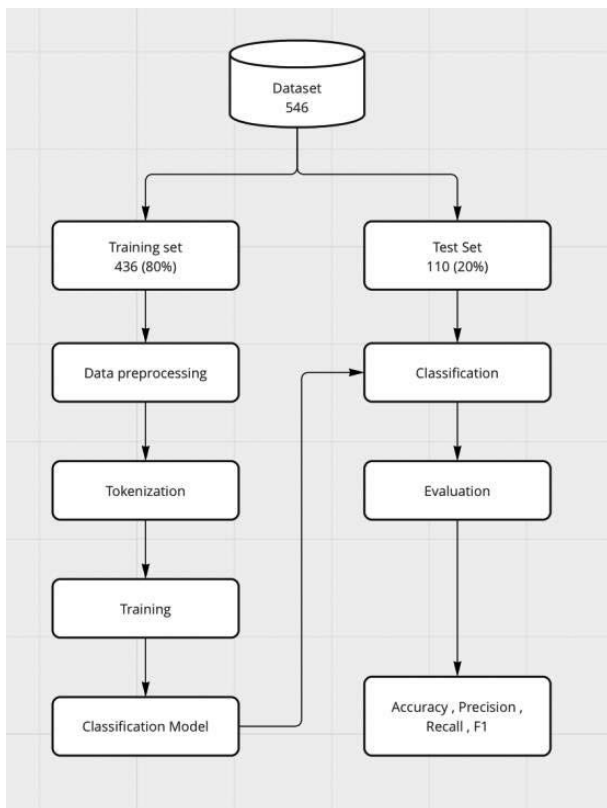 Dataset
546
Training set
436 (80%)
Test Set
110 (20%)
Data preprocessing
Classification
Tokenization
Evaluation
Training
Classification Model
Accuracy , Precision ,
Recall , F1